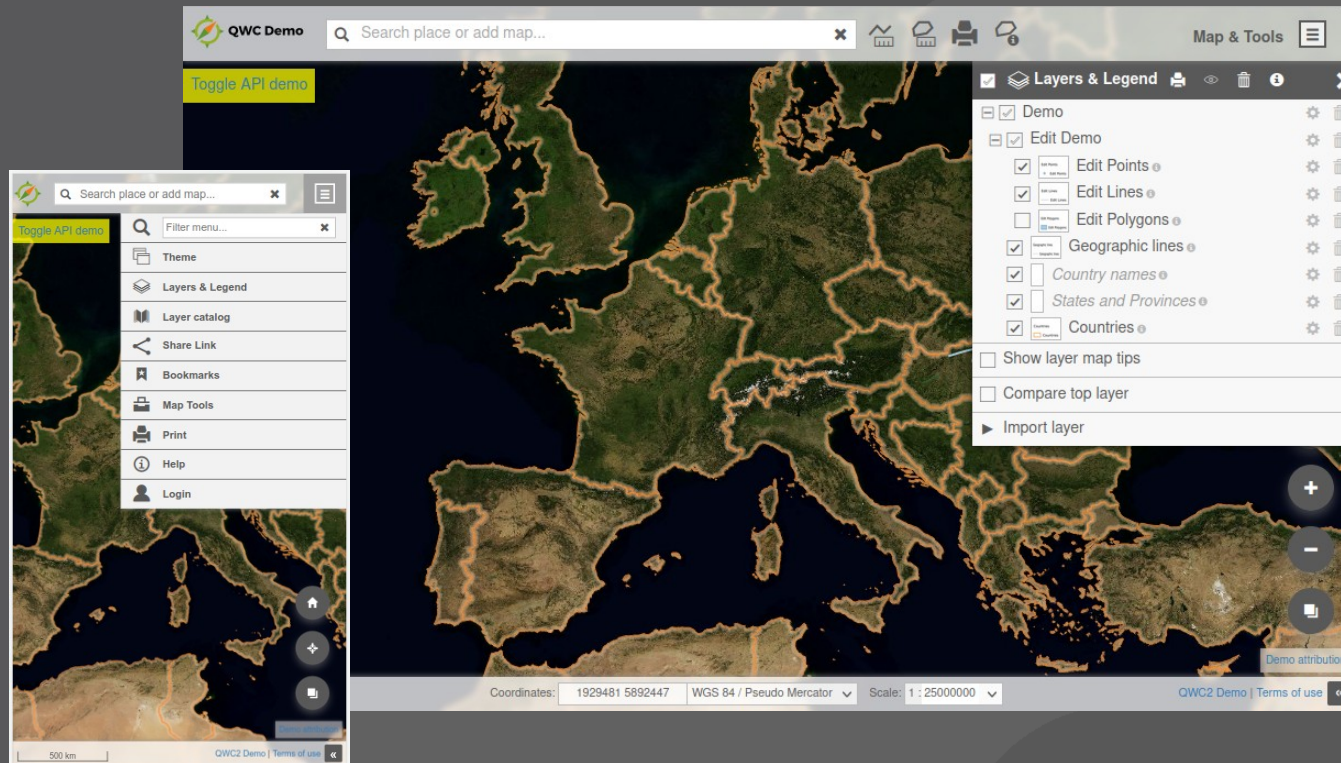 QWC Demo
Search place or add map...
Map & Tools
Toggle API demo
Layers & Legend
Demo
Edit Demo
Edit Points
Edit Lines
Edit Polygons
Geographic lines
Country names
States and Provinces
Countries
Show layer map tips
Compare top layer
Import layer
Demo attribution
Coordinates: 1929481 5892447 WGS 84 / Pseudo Mercator Scale: 1 : 25000000 QWC2 Demo | Terms of use
Search place or add map...
Toggle API demo
Filter menu...
Theme
Layers & Legend
Layer catalog
Share Link
Bookmarks
Map Tools
Print
Help
Login
Demo attribution
500 km QWC2 Demo | Terms of use